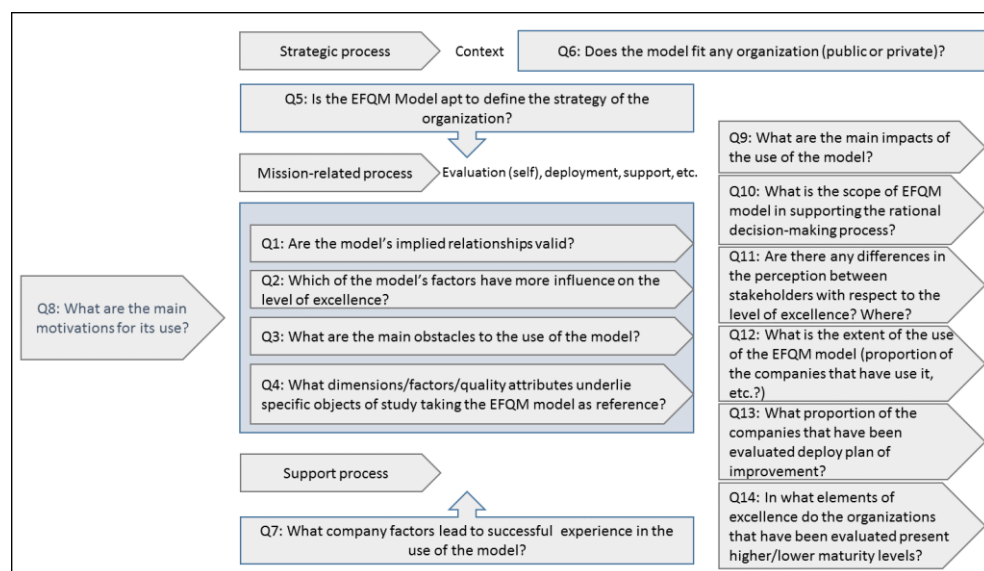 Strategic process
Context
Q6: Does the model fit any organization (public or private)?
Q5: Is the EFQM Model apt to define the strategy of the
organization?
Mission-related process
Evaluation (self), deployment, support, etc.
Q8: What are the main
motivations for its use?
Q1: Are the model's implied relationships valid?
Q2: Which of the model's factors have more influence on the
level of excellence?
Q3: What are the main obstacles to the use of the model?
Q4: What dimensions/factors/quality attributes underlie
specific objects of study taking the EFQM model as reference?
Support process
Q7: What company factors lead to successful experience in the
use of the model?
Q9: What are the main impacts
of the use of the model?
Q10: What is the scope of EFQM
model in supporting the rational
decision-making process?
Q11: Are there any differences in
the perception between
stakeholders with respect to the
level of excellence? Where?
Q12: What is the extent of the use
of the EFQM model (proportion of
the companies that have use it,
etc.?)
Q13: What proportion of the
companies that have been
evaluated deploy plan of
improvement?
Q14: In what elements of
excellence do the organizations
that have been evaluated present
higher/lower maturity levels?